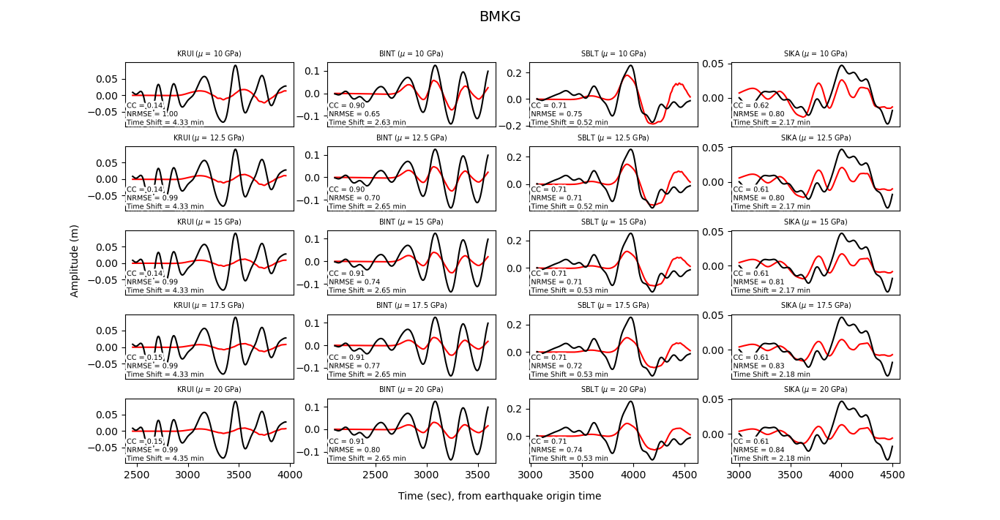 BMKG
KRUI (μ = 10 GPa)
BINT (μ = 10 GPa)
SBLT (μ = 10 GPa)
SIKA (μ = 10 GPa)
0.05
0.00
−0.05
CC = 0.14
NRMSE = 1.00
Time Shift = 4.33 min
0.1
0.0
−0.1
CC = 0.90
NRMSE = 0.65
Time Shift = 2.63 min
0.2
0.0
−0.2
CC = 0.71
NRMSE = 0.75
Time Shift = 0.52 min
0.05
0.00
CC = 0.62
NRMSE = 0.80
Time Shift = 2.17 min
KRUI (μ = 12.5 GPa)
BINT (μ = 12.5 GPa)
SBLT (μ = 12.5 GPa)
SIKA (μ = 12.5 GPa)
0.05
0.00
−0.05
CC = 0.14
NRMSE = 0.99
Time Shift = 4.33 min
0.1
0.0
−0.1
CC = 0.90
NRMSE = 0.70
Time Shift = 2.65 min
0.2
0.0
CC = 0.71
NRMSE = 0.71
Time Shift = 0.52 min
0.05
0.00
CC = 0.61
NRMSE = 0.80
Time Shift = 2.17 min
KRUI (μ = 15 GPa)
BINT (μ = 15 GPa)
SBLT (μ = 15 GPa)
SIKA (μ = 15 GPa)
0.05
0.00
−0.05
CC = 0.14
NRMSE = 0.99
Time Shift = 4.33 min
0.1
0.0
−0.1
CC = 0.91
NRMSE = 0.74
Time Shift = 2.65 min
0.2
0.0
CC = 0.71
NRMSE = 0.71
Time Shift = 0.53 min
0.05
0.00
CC = 0.61
NRMSE = 0.81
Time Shift = 2.17 min
KRUI (μ = 17.5 GPa)
BINT (μ = 17.5 GPa)
SBLT (μ = 17.5 GPa)
SIKA (μ = 17.5 GPa)
0.05
0.00
−0.05
CC = 0.15
NRMSE = 0.99
Time Shift = 4.33 min
0.1
0.0
−0.1
CC = 0.91
NRMSE = 0.77
Time Shift = 2.65 min
0.2
0.0
CC = 0.71
NRMSE = 0.72
Time Shift = 0.53 min
0.05
0.00
CC = 0.61
NRMSE = 0.83
Time Shift = 2.18 min
KRUI (μ = 20 GPa)
BINT (μ = 20 GPa)
SBLT (μ = 20 GPa)
SIKA (μ = 20 GPa)
0.05
0.00
−0.05
CC = 0.15
NRMSE = 0.99
Time Shift = 4.35 min
0.1
0.0
−0.1
CC = 0.91
NRMSE = 0.80
Time Shift = 2.65 min
0.2
0.0
CC = 0.71
NRMSE = 0.74
Time Shift = 0.53 min
0.05
0.00
CC = 0.61
NRMSE = 0.84
Time Shift = 2.18 min
2500 3000 3500 4000
2500 3000 3500
3000 3500 4000 4500
3000 3500 4000 4500
Amplitude (m)
Time (sec), from earthquake origin time